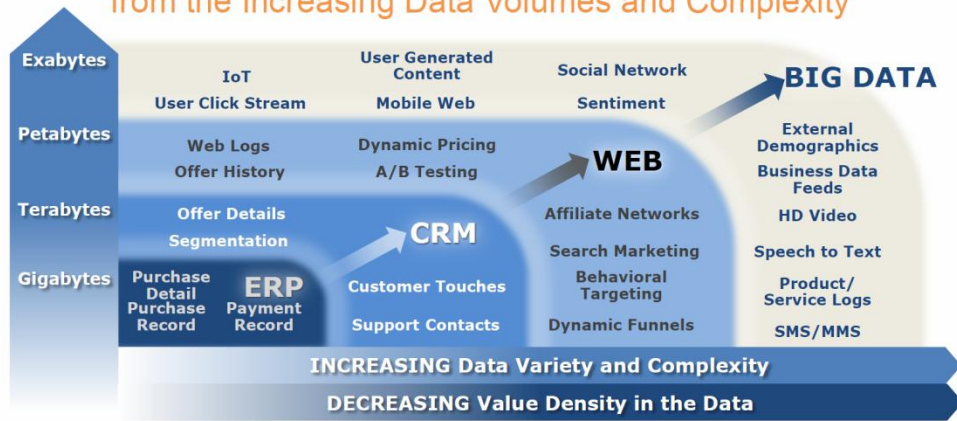 from the Increasing Data Volumes and Complexity
Exabytes
IoT
User Click Stream
User Generated
Content
Mobile Web
Social Network
Sentiment
BIG DATA
Petabytes
Web Logs
Offer History
Dynamic Pricing
A/B Testing
WEB
External
Demographics
Business Data
Feeds
Terabytes
Offer Details
Segmentation
CRM
Affiliate Networks
HD Video
Search Marketing
Speech to Text
Gigabytes
Purchase
Detail
Purchase
Record
ERP
Payment
Record
Customer Touches
Support Contacts
Behavioral
Targeting
Dynamic Funnels
Product/
Service Logs
SMS/MMS
INCREASING Data Variety and Complexity
DECREASING Value Density in the Data